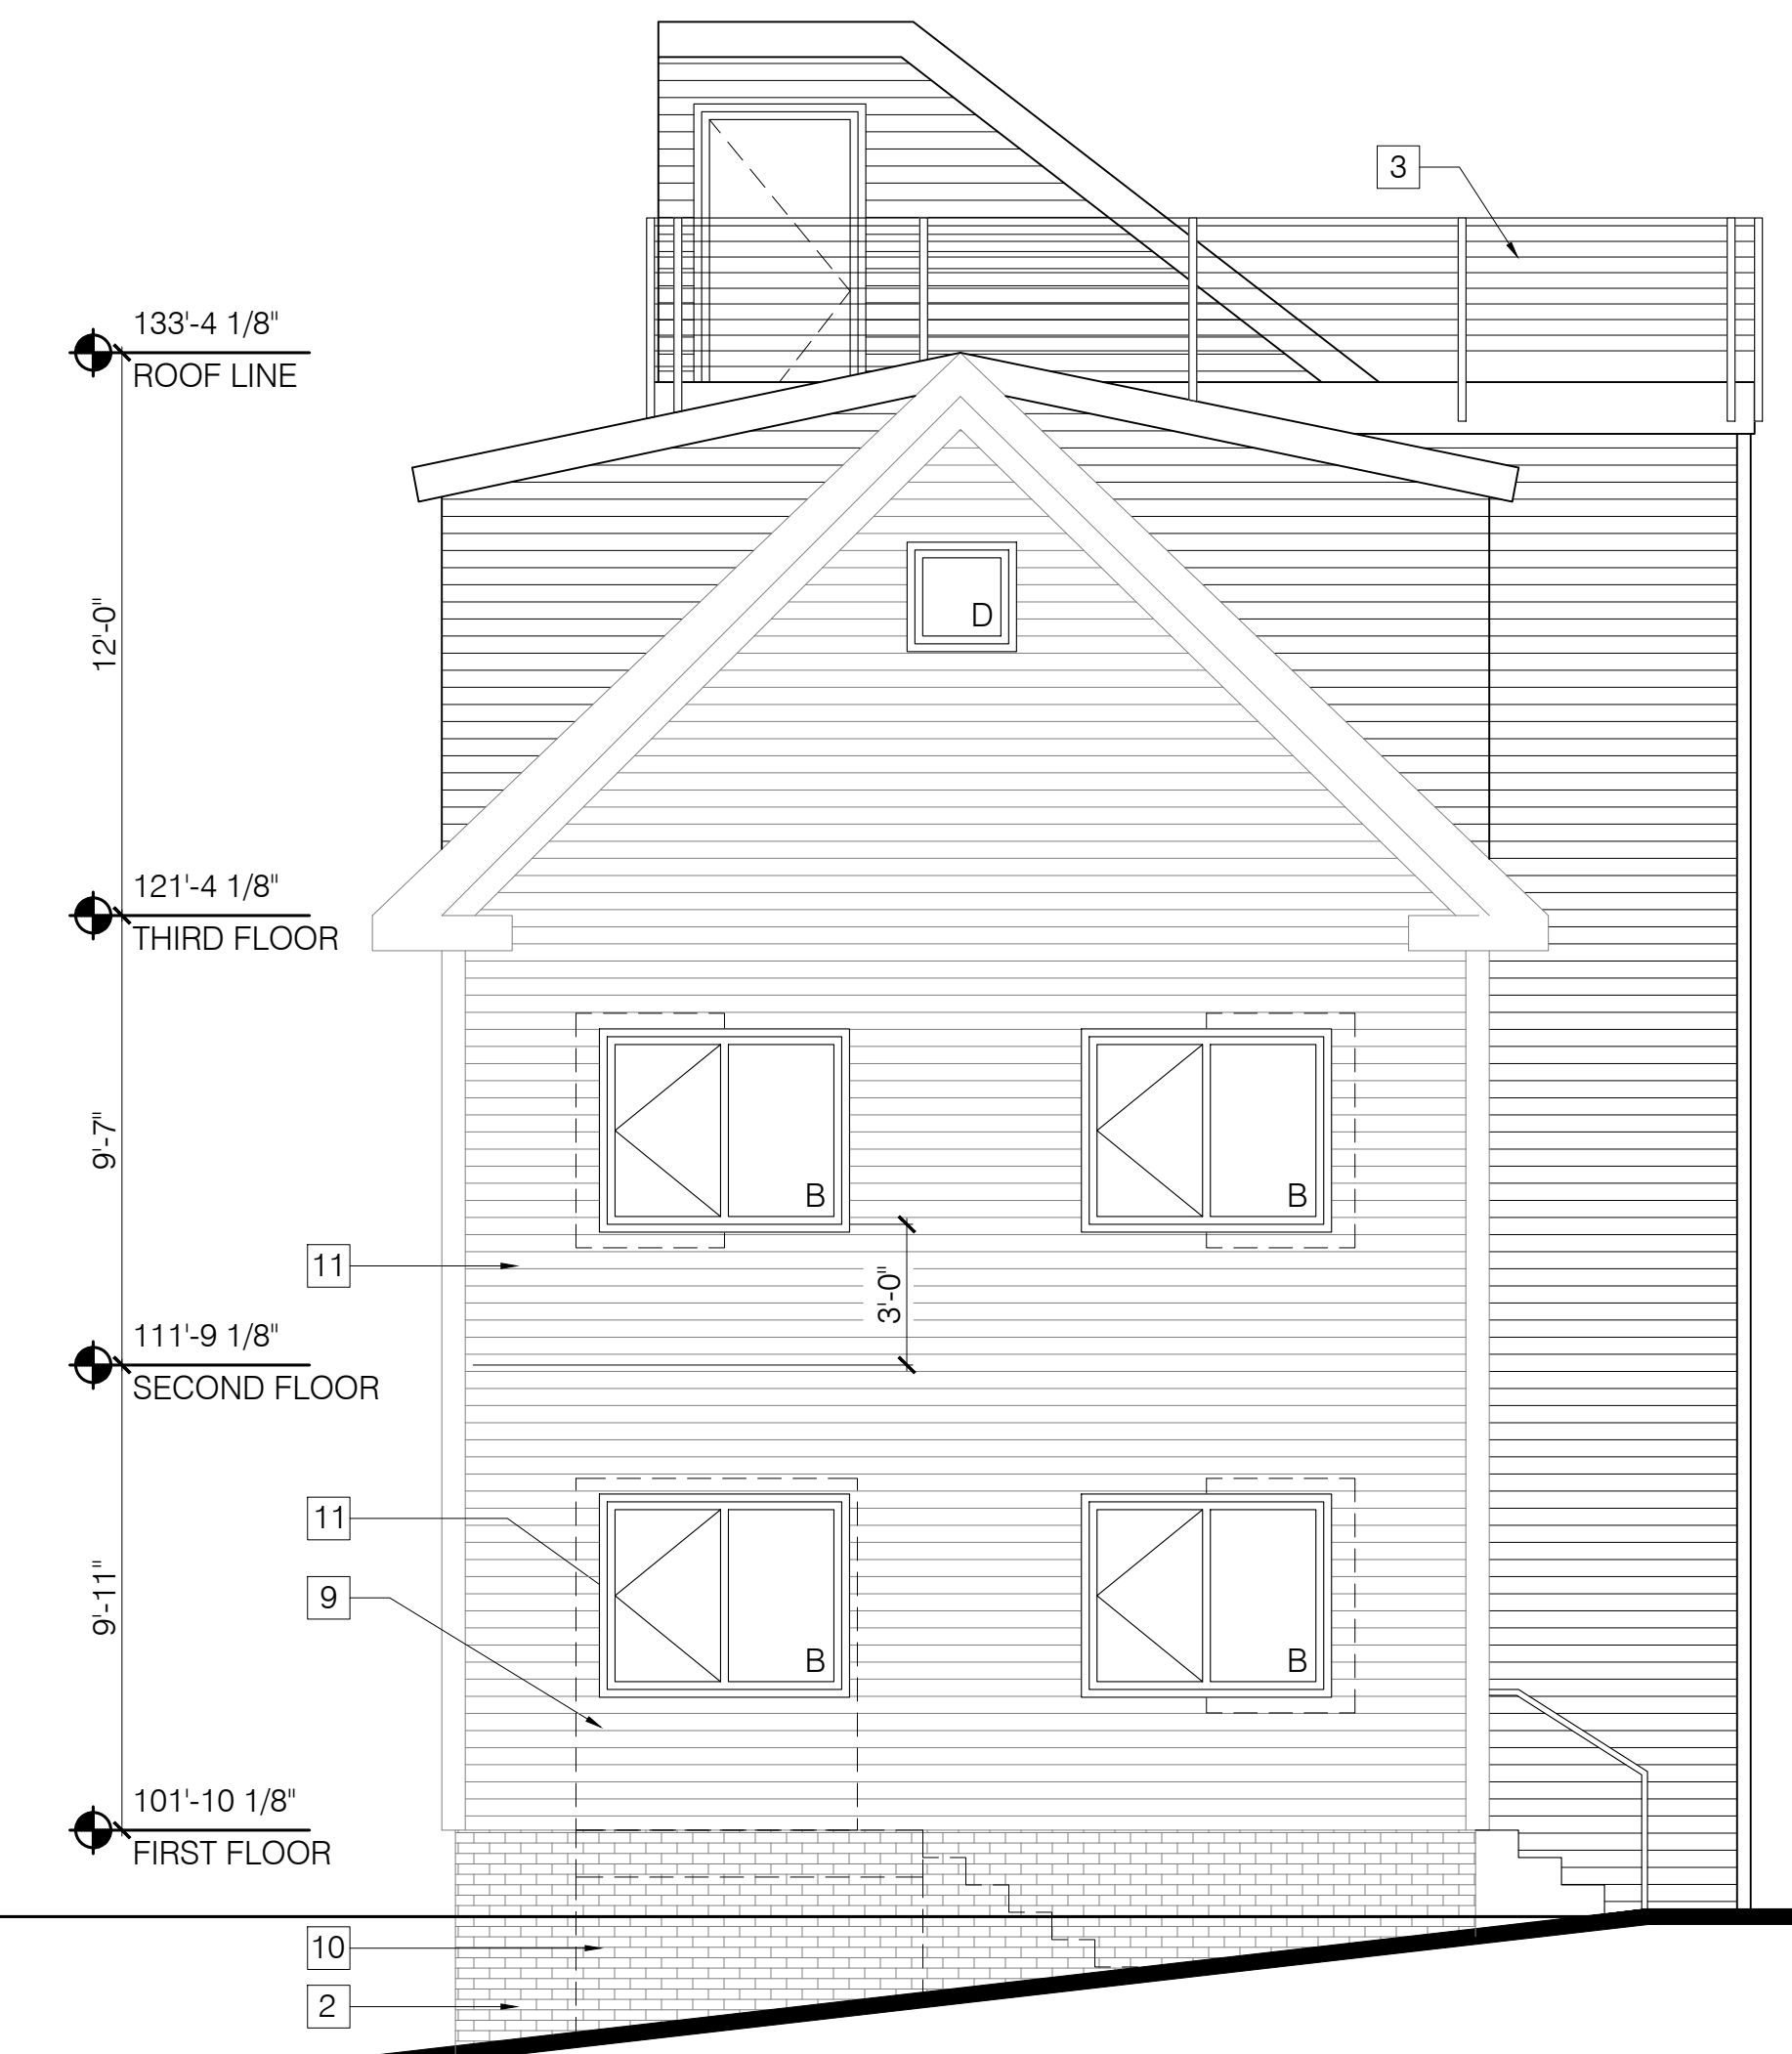 3
133'-4 1/8"
ROOF LINE
12'-0"
D
121'-4 1/8"
THIRD FLOOR
9'-7"
B
B
11
3'-0"
111'-9 1/8"
SECOND FLOOR
11
9
9'-11"
B
B
101'-10 1/8"
FIRST FLOOR
10
2